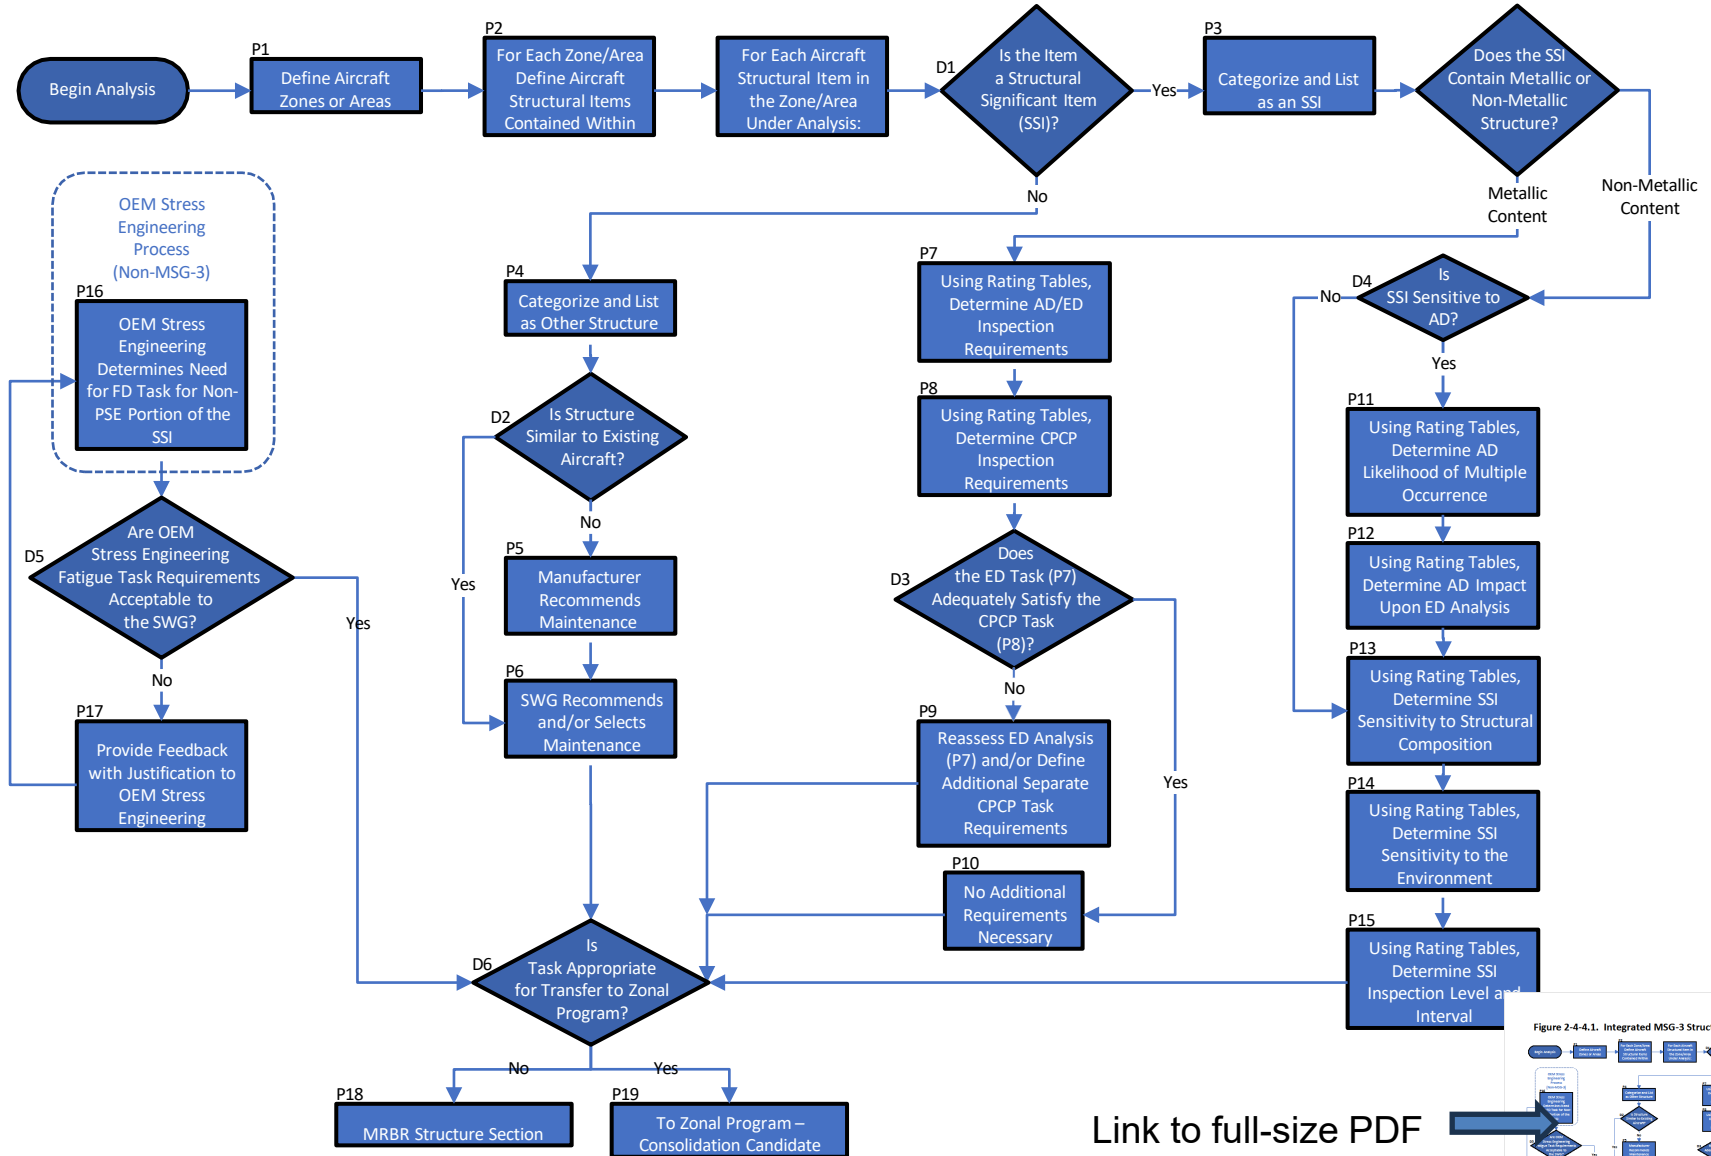 Begin Analysis
P1
Define Aircraft
Zones or Areas
P2
For Each Zone/Area
Define Aircraft
Structural Items
Contained Within
For Each Aircraft
Structural Item in
the Zone/Area
Under Analysis:
D1
Is the Item
a Structural
Significant Item
(SSI)?
Yes
No
P3
Categorize and List
as an SSI
Does the SSI
Contain Metallic or
Non-Metallic
Structure?
Metallic
Content
Non-Metallic
Content
OEM Stress
Engineering
Process
(Non-MSG-3)
P16
OEM Stress
Engineering
Determines Need
for FD Task for Non-
PSE Portion of the
SSI
D5
Are OEM
Stress Engineering
Fatigue Task Requirements
Acceptable to
the SWG?
Yes
No
P17
Provide Feedback
with Justification to
OEM Stress
Engineering
P4
Categorize and List
as Other Structure
D2
Is Structure
Similar to Existing
Aircraft?
Yes
No
P5
Manufacturer
Recommends
Maintenance
P6
SWG Recommends
and/or Selects
Maintenance
P7
Using Rating Tables,
Determine AD/ED
Inspection
Requirements
P8
Using Rating Tables,
Determine CPCP
Inspection
Requirements
D3
Does
the ED Task (P7)
Adequately Satisfy the
CPCP Task
(P8)?
No
Yes
P9
Reassess ED Analysis
(P7) and/or Define
Additional Separate
CPCP Task
Requirements
P10
No Additional
Requirements
Necessary
D4
Is
SSI Sensitive to
AD?
No
Yes
P11
Using Rating Tables,
Determine AD
Likelihood of Multiple
Occurrence
P12
Using Rating Tables,
Determine AD Impact
Upon ED Analysis
P13
Using Rating Tables,
Determine SSI
Sensitivity to Structural
Composition
P14
Using Rating Tables,
Determine SSI
Sensitivity to the
Environment
P15
Using Rating Tables,
Determine SSI
Inspection Level and
Interval
D6
Is
Task Appropriate
for Transfer to Zonal
Program?
No
Yes
P18
MRBR Structure Section
P19
To Zonal Program –
Consolidation Candidate
Link to full-size PDF
Figure 2-4-4.1. Integrated MSG-3 Struct